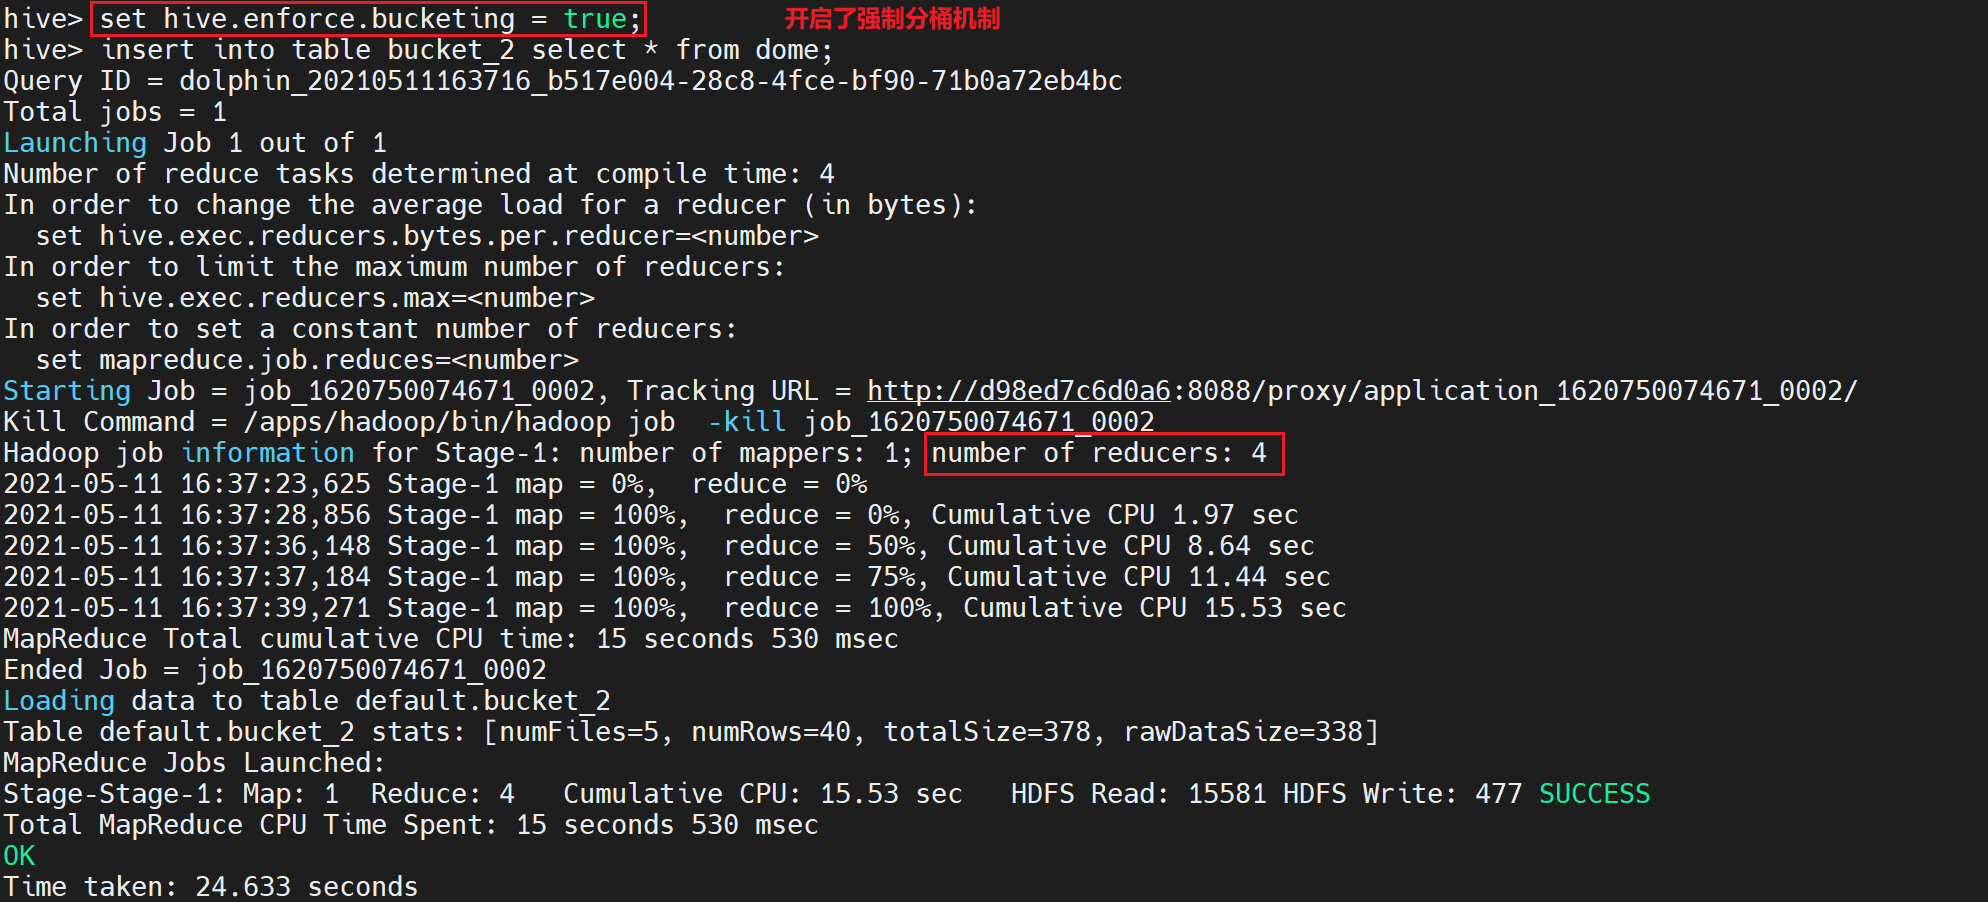 hive> set hive.enforce.bucketing = true; 开启了强制分桶机制
hive> insert into table bucket_2 select * from dome;
Query ID = dolphin_20210511163716_b517e004-28c8-4fce-bf90-71b0a72eb4bc
Total jobs = 1
Launching Job 1 out of 1
Number of reduce tasks determined at compile time: 4
In order to change the average load for a reducer (in bytes):
  set hive.exec.reducers.bytes.per.reducer=<number>
In order to limit the maximum number of reducers:
  set hive.exec.reducers.max=<number>
In order to set a constant number of reducers:
  set mapreduce.job.reduces=<number>
Starting Job = job_1620750074671_0002, Tracking URL = http://d98ed7c6d0a6:8088/proxy/application_1620750074671_0002/
Kill Command = /apps/hadoop/bin/hadoop job  -kill job_1620750074671_0002
Hadoop job information for Stage-1: number of mappers: 1; number of reducers: 4
2021-05-11 16:37:23,625 Stage-1 map = 0%,  reduce = 0%
2021-05-11 16:37:28,856 Stage-1 map = 100%,  reduce = 0%, Cumulative CPU 1.97 sec
2021-05-11 16:37:36,148 Stage-1 map = 100%,  reduce = 50%, Cumulative CPU 8.64 sec
2021-05-11 16:37:37,184 Stage-1 map = 100%,  reduce = 75%, Cumulative CPU 11.44 sec
2021-05-11 16:37:39,271 Stage-1 map = 100%,  reduce = 100%, Cumulative CPU 15.53 sec
MapReduce Total cumulative CPU time: 15 seconds 530 msec
Ended Job = job_1620750074671_0002
Loading data to table default.bucket_2
Table default.bucket_2 stats: [numFiles=5, numRows=40, totalSize=378, rawDataSize=338]
MapReduce Jobs Launched:
Stage-Stage-1: Map: 1  Reduce: 4   Cumulative CPU: 15.53 sec   HDFS Read: 15581 HDFS Write: 477 SUCCESS
Total MapReduce CPU Time Spent: 15 seconds 530 msec
OK
Time taken: 24.633 seconds